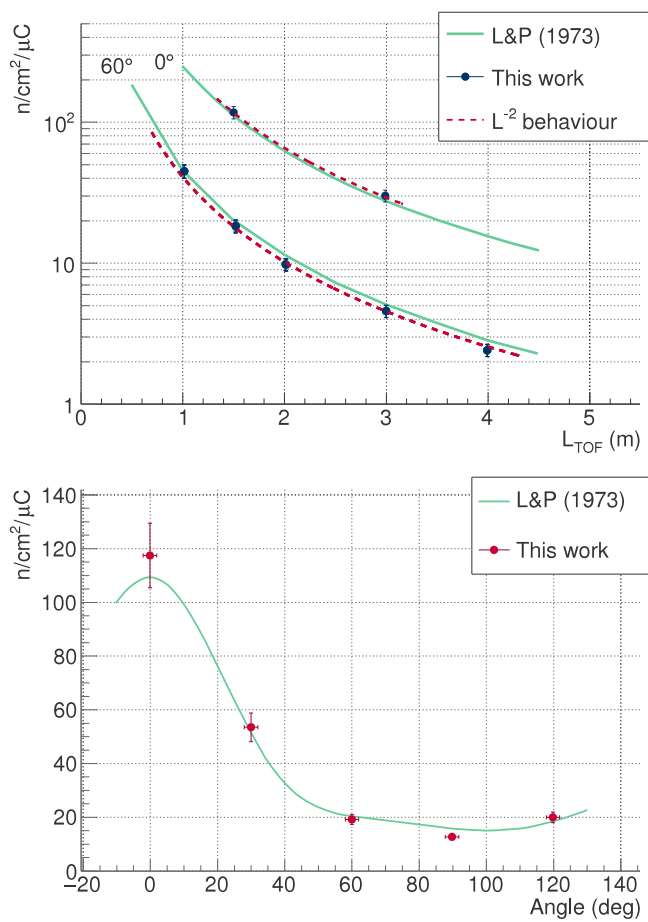 n/cm²/μC
L&P (1973)
This work
L⁻² behaviour
60°
0°
10²
10
1
0 1 2 3 4 5
L_TOF (m)
n/cm²/μC
L&P (1973)
This work
140
120
100
80
60
40
20
0
−20 0 20 40 60 80 100 120 140
Angle (deg)